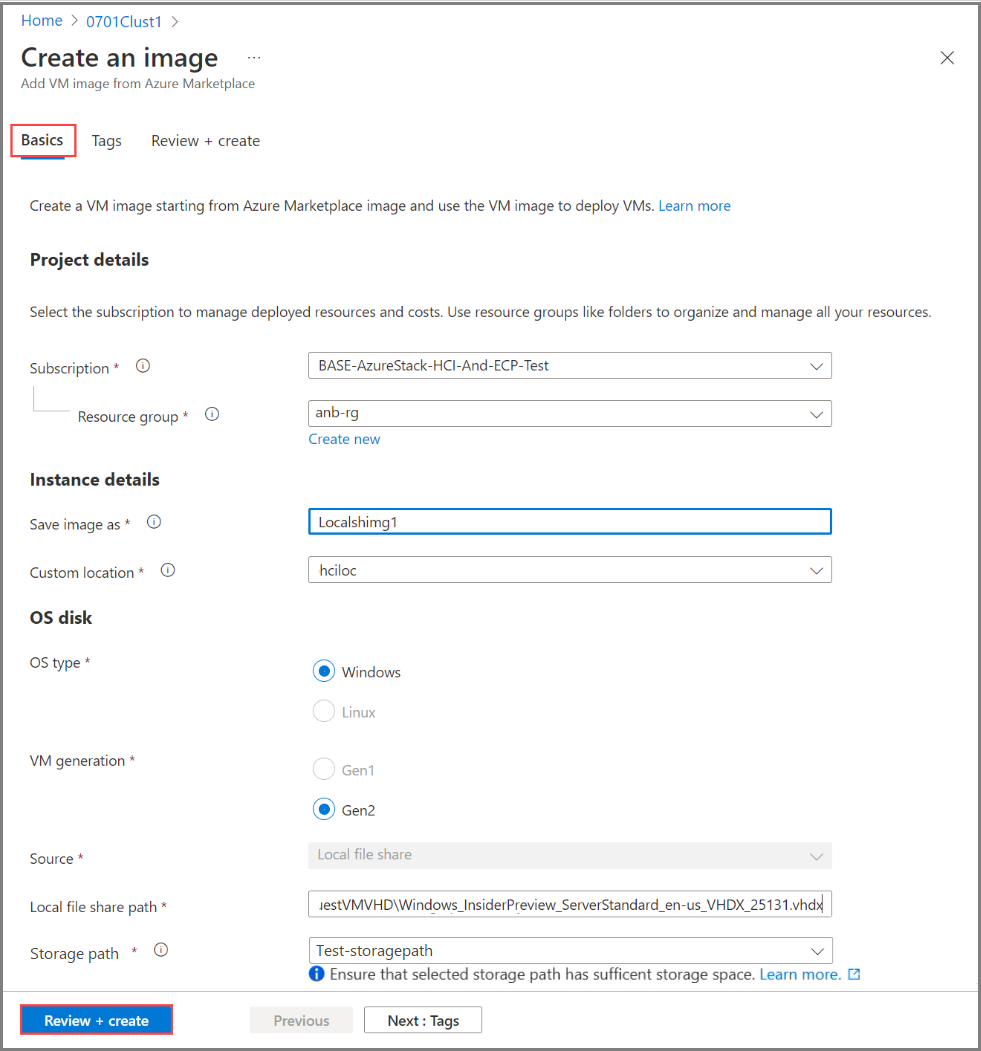 Home > 0701Clust1 >
Create an image ...
Add VM image from Azure Marketplace
Basics Tags Review + create
Create a VM image starting from Azure Marketplace image and use the VM image to deploy VMs. Learn more
Project details
Select the subscription to manage deployed resources and costs. Use resource groups like folders to organize and manage all your resources.
Subscription * BASE-AzureStack-HCI-And-ECP-Test
Resource group * anb-rg
Create new
Instance details
Save image as * Localshimg1
Custom location * hciloc
OS disk
OS type * Windows
Linux
VM generation * Gen1
Gen2
Source * Local file share
Local file share path * estVMVHD\Windows_InsiderPreview_ServerStandard_en-us_VHDX_25131.vhdx
Storage path * Test-storagepath
Ensure that selected storage path has sufficent storage space. Learn more.
Review + create Previous Next : Tags